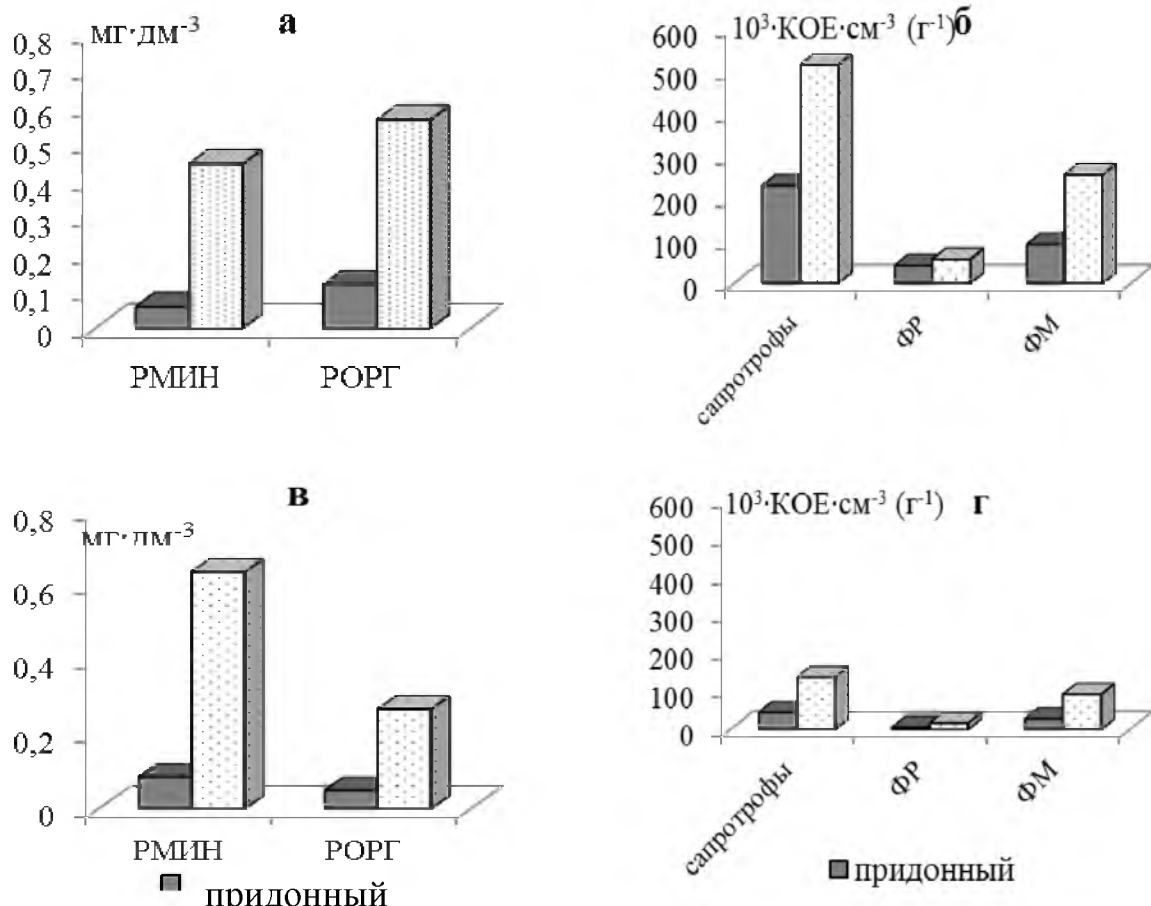 мг·дм⁻³ а
0,8
0,7
0,6
0,5
0,4
0,3
0,2
0,1
0
РМИН РОРГ
10³·КОЕ·см⁻³ (г⁻¹) б
600
500
400
300
200
100
0
сапротрофы ФР ФМ
в
мг·дм⁻³
0,8
0,6
0,4
0,2
0
РМИН РОРГ
придонный
10³·КОЕ·см⁻³ (г⁻¹) г
600
500
400
300
200
100
0
сапротрофы ФР ФМ
придонный